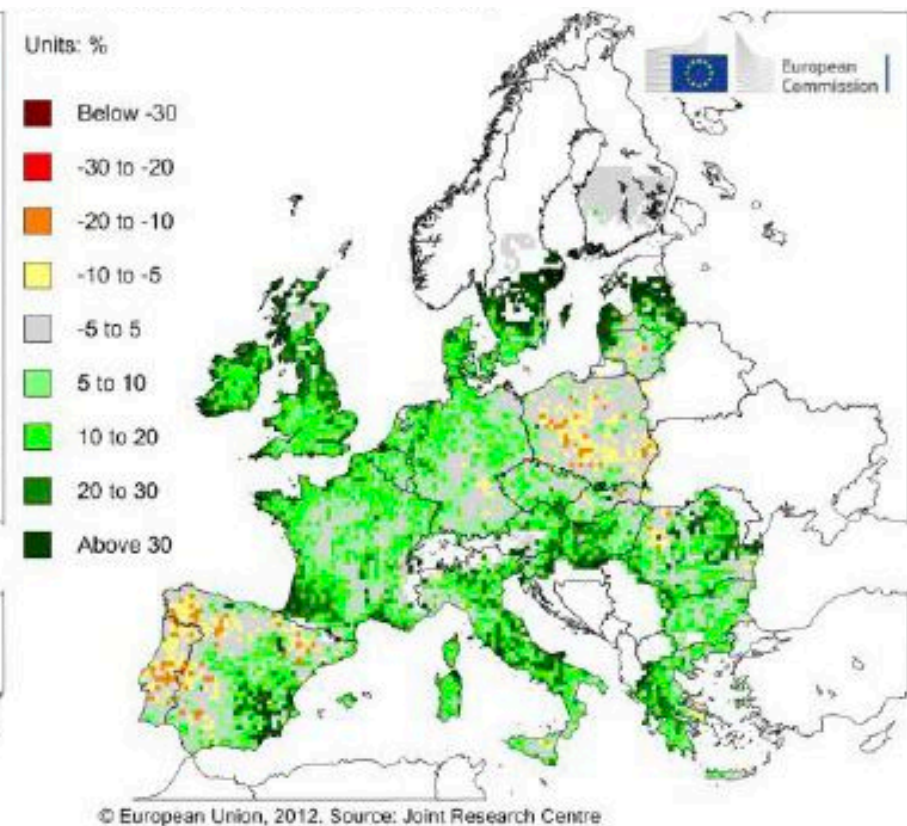 Units: %
European
Commission
Below -30
-30 to -20
-20 to -10
-10 to -5
-5 to 5
5 to 10
10 to 20
20 to 30
Above 30
© European Union, 2012. Source: Joint Research Centre